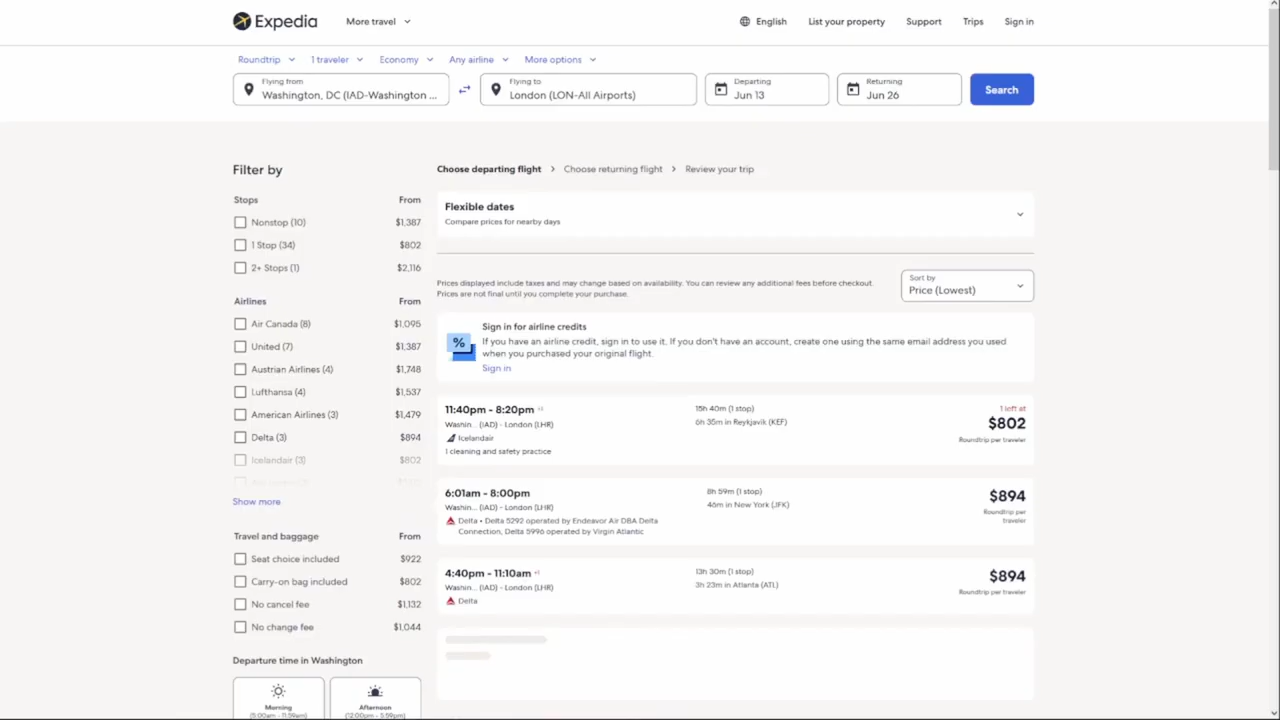 Expedia
More travel
English
List your property
Support
Trips
Sign in
Roundtrip
1 traveler
Economy
Any airline
More options
Flying from
Washington, DC (IAD-Washington ...
Flying to
London (LON-All Airports)
Departing
Jun 13
Returning
Jun 26
Search
Filter by
Stops From
Nonstop (10) $1,387
1 Stop (34) $802
2+ Stops (1) $2,116
Airlines From
Air Canada (8) $1,095
United (7) $1,387
Austrian Airlines (4) $1,748
Lufthansa (4) $1,537
American Airlines (3) $1,479
Delta (3) $894
Icelandair (3) $802
Show more
Travel and baggage From
Seat choice included $922
Carry-on bag included $802
No cancel fee $1,132
No change fee $1,044
Departure time in Washington
Morning
(5:00am - 11:59am)
Afternoon
(12:00pm - 5:59pm)
Choose departing flight
Choose returning flight
Review your trip
Flexible dates
Compare prices for nearby days
Prices displayed include taxes and may change based on availability. You can review any additional fees before checkout.
Prices are not final until you complete your purchase.
Sort by
Price (Lowest)
%
Sign in for airline credits
If you have an airline credit, sign in to use it. If you don't have an account, create one using the same email address you used
when you purchased your original flight.
Sign in
11:40pm - 8:20pm +1
Washin... (IAD) - London (LHR)
Icelandair
1 cleaning and safety practice
15h 40m (1 stop)
6h 35m in Reykjavik (KEF)
1 left at
$802
Roundtrip per traveler
6:01am - 8:00pm
Washin... (IAD) - London (LHR)
Delta • Delta 5292 operated by Endeavor Air DBA Delta
Connection, Delta 5996 operated by Virgin Atlantic
8h 59m (1 stop)
46m in New York (JFK)
$894
Roundtrip per
traveler
4:40pm - 11:10am +1
Washin... (IAD) - London (LHR)
Delta
13h 30m (1 stop)
3h 23m in Atlanta (ATL)
$894
Roundtrip per traveler